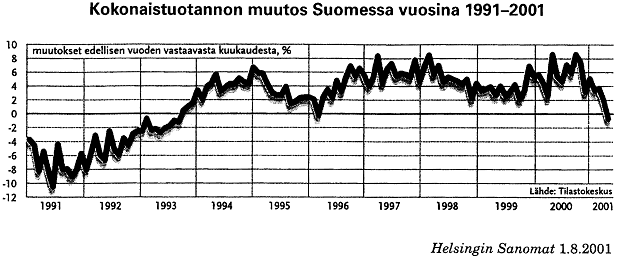 Kokonaistuotannon muutos Suomessa vuosina 1991–2001
muutokset edellisen vuoden vastaavasta kuukaudesta, %
10
8
6
4
2
0
-2
-4
-6
-8
-10
-12
Lähde: Tilastokeskus
1991 1992 1993 1994 1995 1996 1997 1998 1999 2000 2001
Helsingin Sanomat 1.8.2001